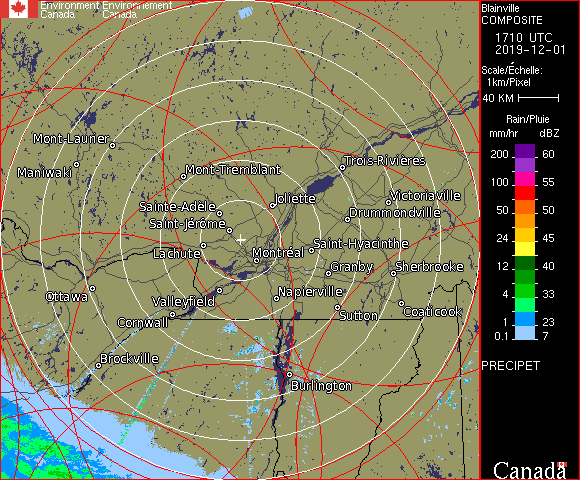 Environment Environnement
Canada Canada
Blainville
COMPOSITE
1710 UTC
2019-12-01
Scale/Échelle:
1km/Pixel
40 KM
Rain/Pluie
mm/hr dBZ
200 60
100 55
50 50
24 45
12 40
4 33
1 23
0.1 7
PRECIPET
Canada
Mont-Laurier
Maniwaki
Mont-Tremblant
Trois-Rivières
Joliette
Victoriaville
Sainte-Adèle
Drummondville
Saint-Jérôme
Saint-Hyacinthe
Lachute
Montréal
Granby
Sherbrooke
Ottawa
Napierville
Valleyfield
Coaticook
Sutton
Cornwall
Brockville
Burlington